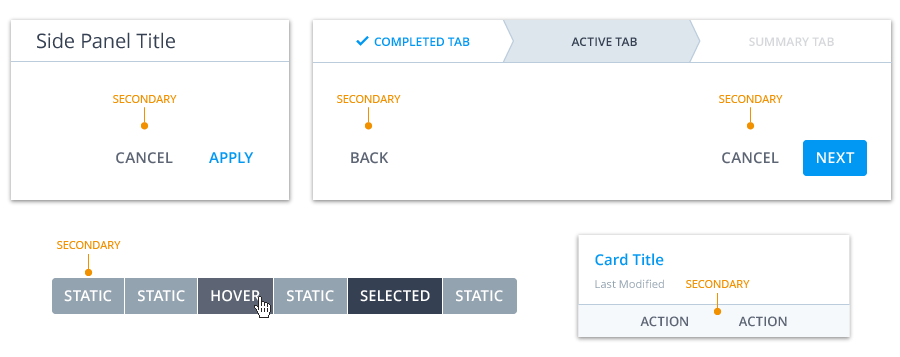 Side Panel Title
SECONDARY
CANCEL APPLY
COMPLETED TAB ACTIVE TAB SUMMARY TAB
SECONDARY SECONDARY
BACK CANCEL NEXT
SECONDARY
STATIC STATIC HOVER STATIC SELECTED STATIC
Card Title
Last Modified SECONDARY
ACTION ACTION